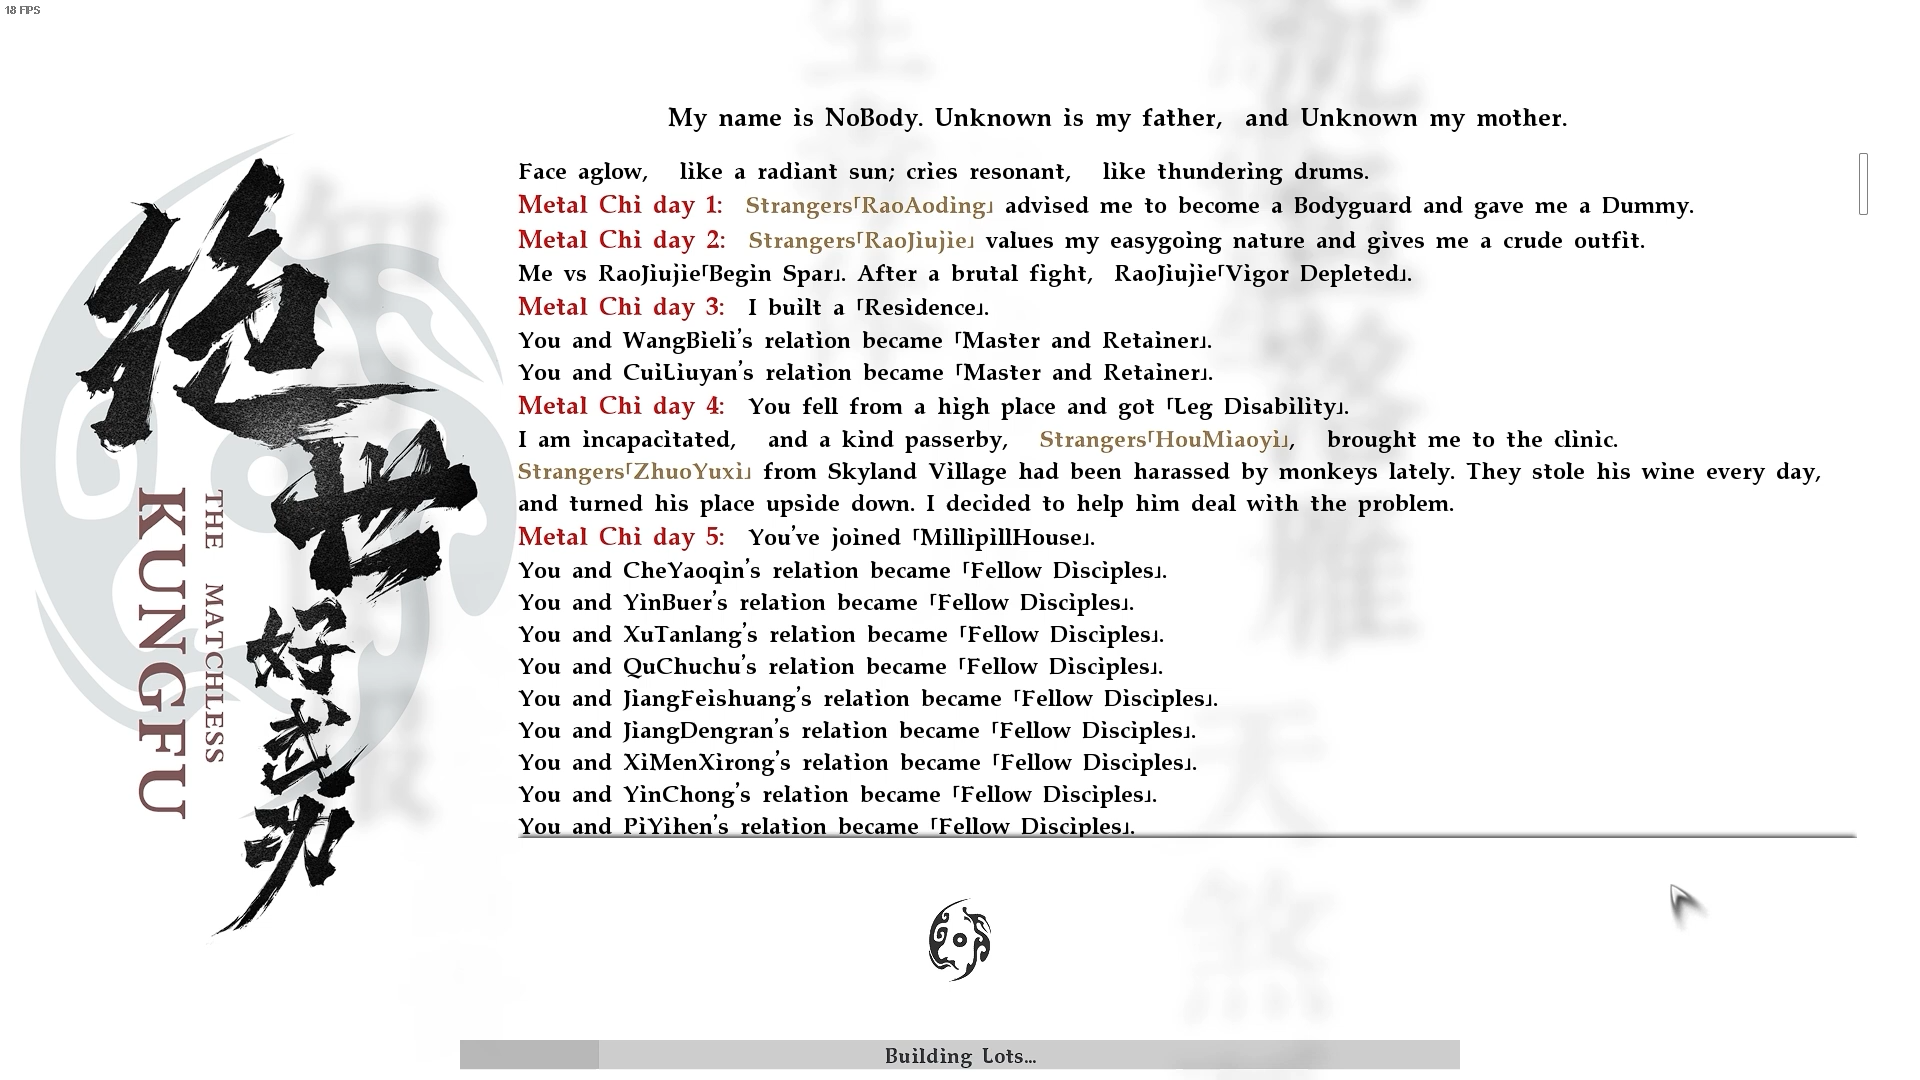 18 FPS
My name is NoBody. Unknown is my father, and Unknown my mother.
Face aglow, like a radiant sun; cries resonant, like thundering drums.
Metal Chi day 1: Strangers「RaoAoding」 advised me to become a Bodyguard and gave me a Dummy.
Metal Chi day 2: Strangers「RaoJiujie」 values my easygoing nature and gives me a crude outfit.
Me vs RaoJiujie「Begin Spar」. After a brutal fight, RaoJiujie「Vigor Depleted」.
Metal Chi day 3: I built a 「Residence」.
You and WangBieli's relation became 「Master and Retainer」.
You and CuiLiuyan's relation became 「Master and Retainer」.
Metal Chi day 4: You fell from a high place and got 「Leg Disability」.
I am incapacitated, and a kind passerby, Strangers「HouMiaoyi」, brought me to the clinic.
Strangers「ZhuoYuxi」 from Skyland Village had been harassed by monkeys lately. They stole his wine every day,
and turned his place upside down. I decided to help him deal with the problem.
Metal Chi day 5: You've joined 「MillipillHouse」.
You and CheYaoqin's relation became 「Fellow Disciples」.
You and YinBuer's relation became 「Fellow Disciples」.
You and XuTanlang's relation became 「Fellow Disciples」.
You and QuChuchu's relation became 「Fellow Disciples」.
You and JiangFeishuang's relation became 「Fellow Disciples」.
You and JiangDengran's relation became 「Fellow Disciples」.
You and XiMenXirong's relation became 「Fellow Disciples」.
You and YinChong's relation became 「Fellow Disciples」.
You and PiYihen's relation became 「Fellow Disciples」.
绝世好武功
THE MATCHLESS
KUNGFU
Building Lots...